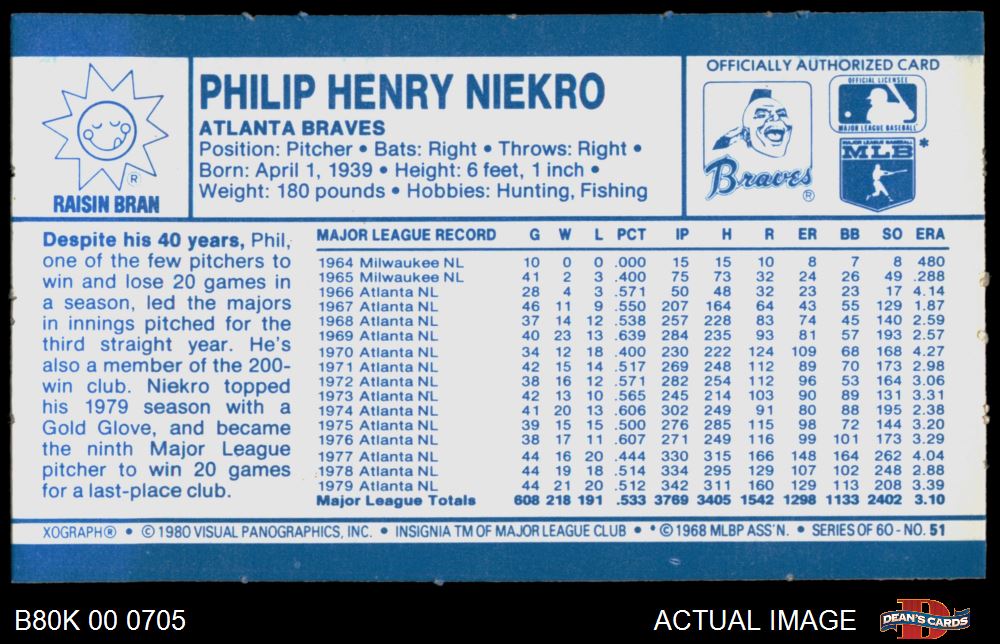 PHILIP HENRY NIEKRO
ATLANTA BRAVES
Position: Pitcher • Bats: Right • Throws: Right •
Born: April 1, 1939 • Height: 6 feet, 1 inch •
Weight: 180 pounds • Hobbies: Hunting, Fishing
®
RAISIN BRAN
OFFICIALLY AUTHORIZED CARD
OFFICIAL LICENSEE
MAJOR LEAGUE BASEBALL
MAJOR LEAGUE BASEBALL
MLB *
Braves ®
Despite his 40 years, Phil,
one of the few pitchers to
win and lose 20 games in
a season, led the majors
in innings pitched for the
third straight year. He's
also a member of the 200-
win club. Niekro topped
his 1979 season with a
Gold Glove, and became
the ninth Major League
pitcher to win 20 games
for a last-place club.
MAJOR LEAGUE RECORD G W L PCT IP H R ER BB SO ERA
1964 Milwaukee NL 10 0 0 .000 15 15 10 8 7 8 480
1965 Milwaukee NL 41 2 3 .400 75 73 32 24 26 49 .288
1966 Atlanta NL 28 4 3 .571 50 48 32 23 23 17 4.14
1967 Atlanta NL 46 11 9 .550 207 164 64 43 55 129 1.87
1968 Atlanta NL 37 14 12 .538 257 228 83 74 45 140 2.59
1969 Atlanta NL 40 23 13 .639 284 235 93 81 57 193 2.57
1970 Atlanta NL 34 12 18 .400 230 222 124 109 68 168 4.27
1971 Atlanta NL 42 15 14 .517 269 248 112 89 70 173 2.98
1972 Atlanta NL 38 16 12 .571 282 254 112 96 53 164 3.06
1973 Atlanta NL 42 13 10 .565 245 214 103 90 89 131 3.31
1974 Atlanta NL 41 20 13 .606 302 249 91 80 88 195 2.38
1975 Atlanta NL 39 15 15 .500 276 285 115 98 72 144 3.20
1976 Atlanta NL 38 17 11 .607 271 249 116 99 101 173 3.29
1977 Atlanta NL 44 16 20 .444 330 315 166 148 164 262 4.04
1978 Atlanta NL 44 19 18 .514 334 295 129 107 102 248 2.88
1979 Atlanta NL 44 21 20 .512 342 311 160 129 113 208 3.39
Major League Totals 608 218 191 .533 3769 3405 1542 1298 1133 2402 3.10
XOGRAPH® • © 1980 VISUAL PANOGRAPHICS, INC. • INSIGNIA TM OF MAJOR LEAGUE CLUB • * © 1968 MLBP ASS'N. • SERIES OF 60 - NO. 51
B80K 00 0705 ACTUAL IMAGE
D
DEAN'S CARDS